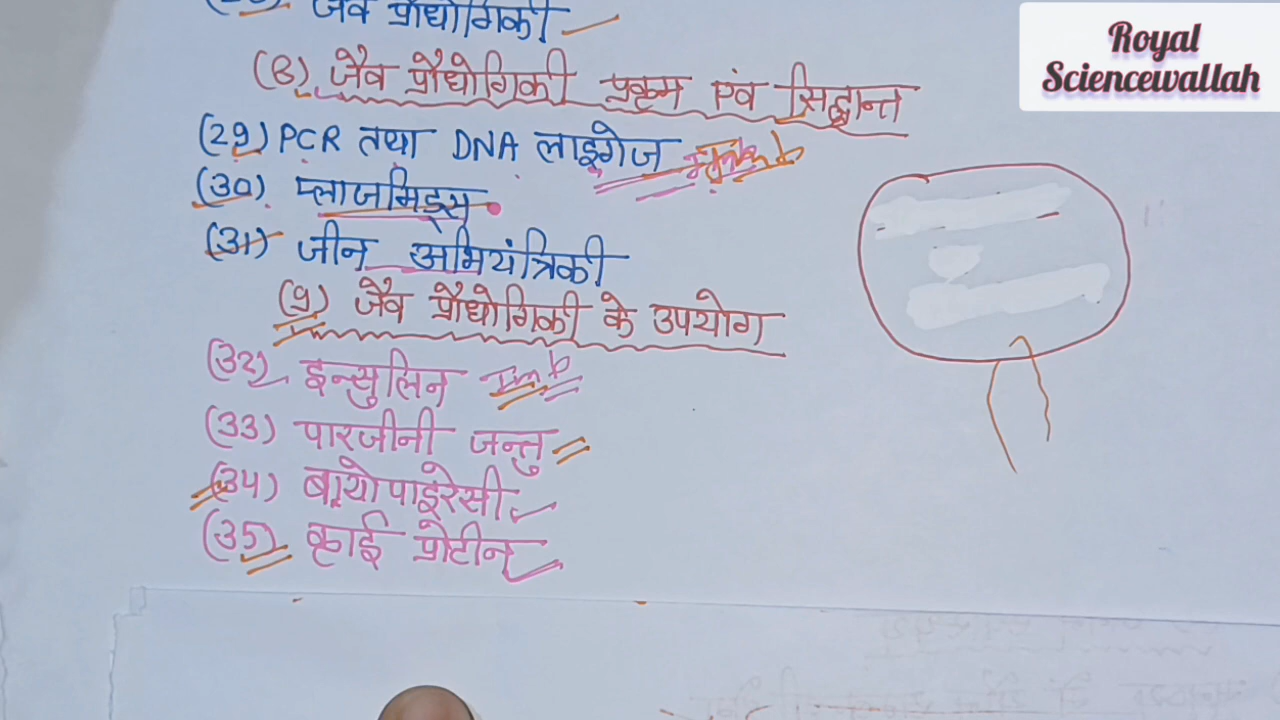 जैव प्रौद्योगिकी
(8) जैव प्रौद्योगिकी प्रक्रम एंव सिद्धान्त
(29) PCR तथा DNA लाइगेज
(30) प्लाजमिड्स
(31) जीन अभियंत्रिकी
(9) जैव प्रौद्योगिकी के उपयोग
(32) इन्सुलिन Imb
(33) पारजीनी जन्तु
(34) बायोपाइरेसी
(35) क्राई प्रोटीन
Royal
Sciencewallah